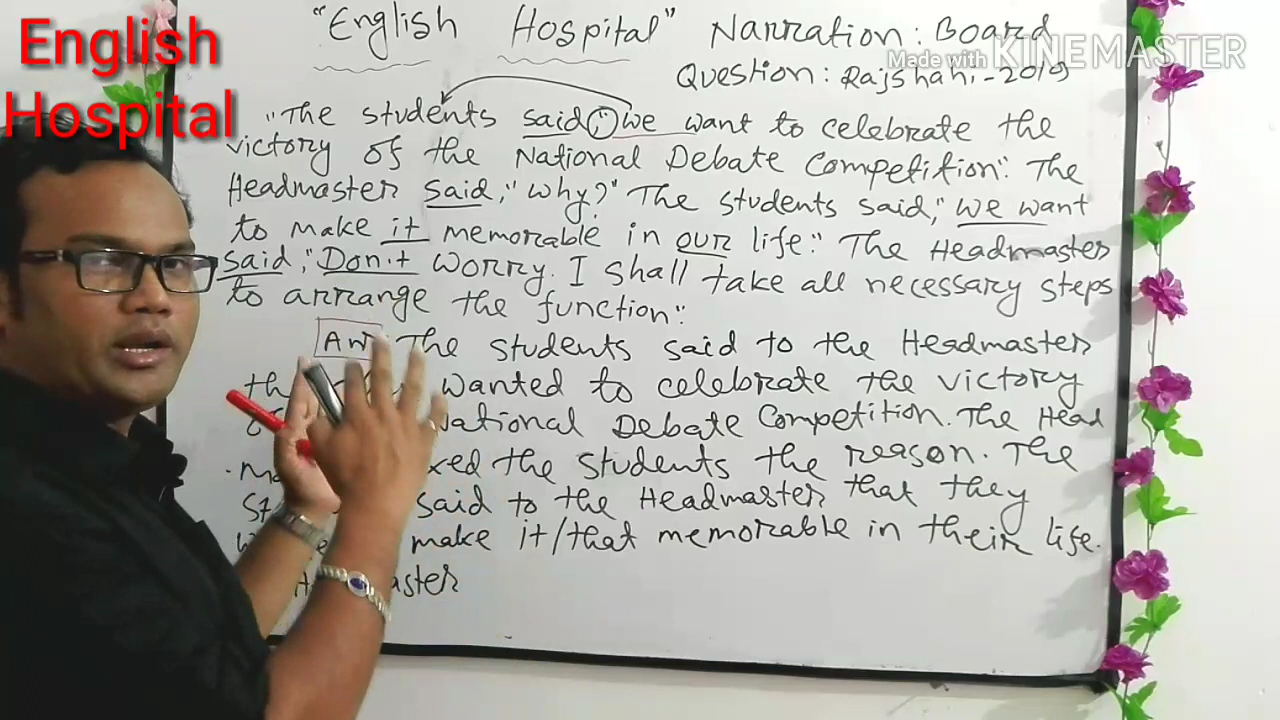 English
Hospital
"English Hospital" Narration: Board
Made with KINEMASTER
Question: Rajshahi-2019
"The students said," we want to celebrate the
victory of the National Debate Competition". The
Headmaster said," Why?" The students said," we want
to make it memorable in our life". The Headmaster
said," Don't worry. I shall take all necessary steps
to arrange the function".
The students said to the Headmaster
wanted to celebrate the victory
National Debate Competition. The Head
the students the reason. The
said to the Headmaster that they
make it/that memorable in their life.